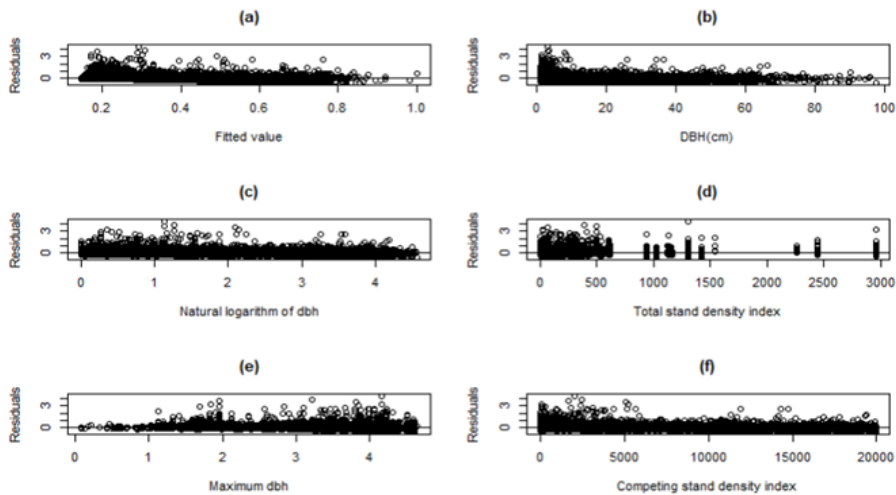 (a)
Residuals
0 3
0.2 0.4 0.6 0.8 1.0
Fitted value
(b)
Residuals
0 3
0 20 40 60 80 100
DBH(cm)
(c)
Residuals
0 3
0 1 2 3 4
Natural logarithm of dbh
(d)
Residuals
0 3
0 500 1000 1500 2000 2500 3000
Total stand density index
(e)
Residuals
0 3
0 1 2 3 4
Maximum dbh
(f)
Residuals
0 3
0 5000 10000 15000 20000
Competing stand density index